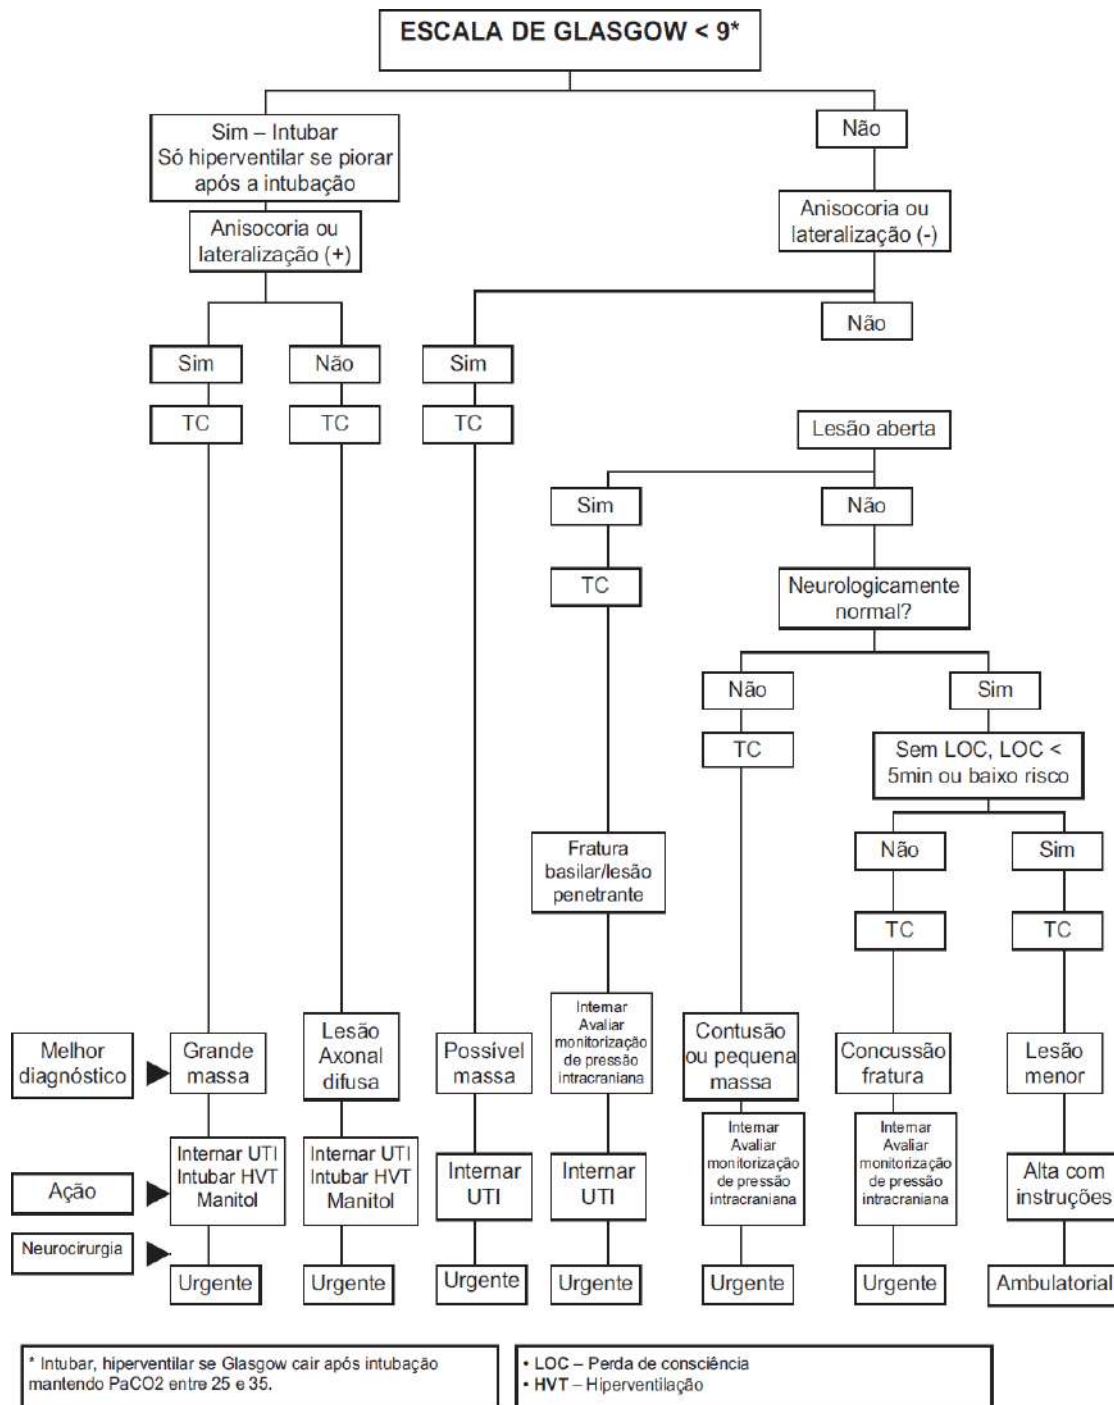 ESCALA DE GLASGOW < 9*
Sim – Intubar
Só hiperventilar se piorar
após a intubação
Não
Anisocoria ou
lateralização (+)
Anisocoria ou
lateralização (-)
Não
Sim
Não
Sim
TC
TC
TC
Lesão aberta
Sim
Não
TC
Neurologicamente
normal?
Não
Sim
TC
Sem LOC, LOC <
5min ou baixo risco
Não
Sim
Fratura
basilar/lesão
penetrante
TC
TC
Melhor
diagnóstico
Grande
massa
Lesão
Axonal
difusa
Possível
massa
Internar
Avaliar
monitorização
de pressão
intracraniana
Contusão
ou pequena
massa
Concussão
fratura
Lesão
menor
Ação
Internar UTI
Intubar HVT
Manitol
Internar UTI
Intubar HVT
Manitol
Internar
UTI
Internar
UTI
Internar
Avaliar
monitorização
de pressão
intracraniana
Internar
Avaliar
monitorização
de pressão
intracraniana
Alta com
instruções
Neurocirurgia
Urgente
Urgente
Urgente
Urgente
Urgente
Urgente
Ambulatorial
* Intubar, hiperventilar se Glasgow cair após intubação
mantendo PaCO2 entre 25 e 35.
• LOC – Perda de consciência
• HVT – Hiperventilação